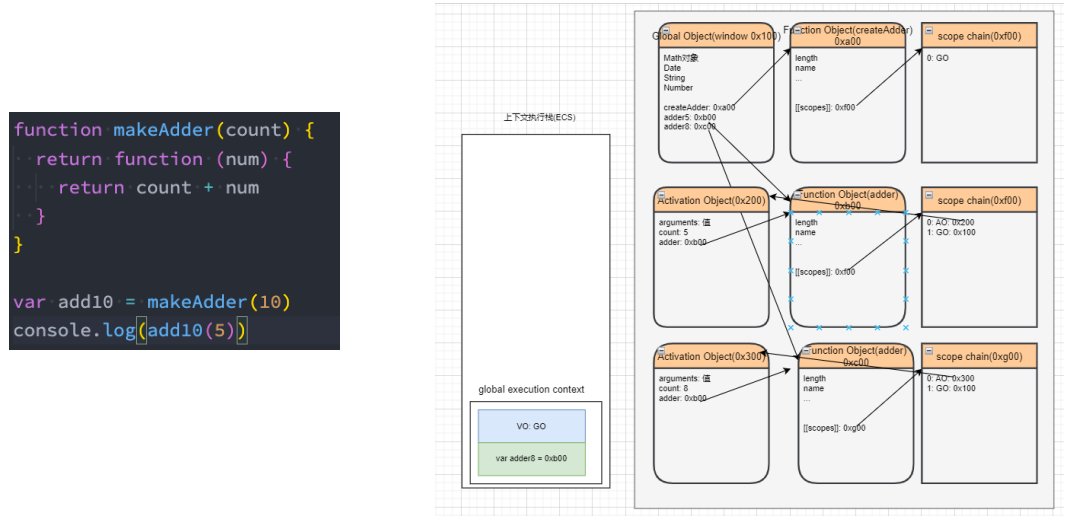 function makeAdder(count) {
return function (num) {
return count + num
}
}
var add10 = makeAdder(10)
console.log(add10(5))
上下文执行栈(ECS)
global execution context
VO: GO
var adder8 = 0xb00
Global Object(window 0x100)
Math对象
Date
String
Number
createAdder: 0xa00
adder5: 0xb00
adder8: 0xc00
Function Object(createAdder)
0xa00
length
name
...
[[scopes]]: 0xf00
scope chain(0xf00)
0: GO
Activation Object(0x200)
arguments: 值
count: 5
adder: 0xb00
Function Object(adder)
0xb00
length
name
...
[[scopes]]: 0xf00
scope chain(0xf00)
0: AO: 0x200
1: GO: 0x100
Activation Object(0x300)
arguments: 值
count: 8
adder: 0xb00
Function Object(adder)
0xc00
length
name
...
[[scopes]]: 0xg00
scope chain(0xg00)
0: AO: 0x300
1: GO: 0x100